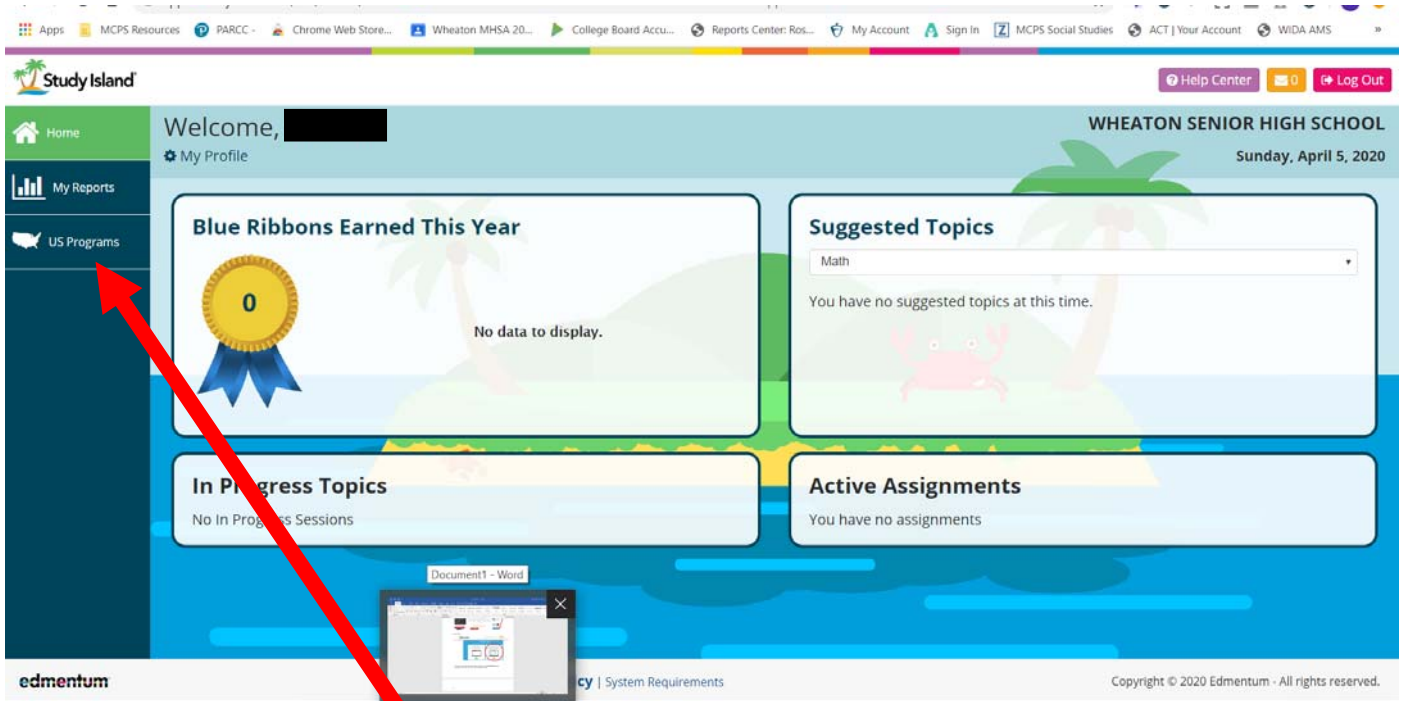 Apps MCPS Resources PARCC - Chrome Web Store... Wheaton MHSA 20... College Board Accu... Reports Center: Ros... My Account Sign In MCPS Social Studies ACT | Your Account WIDA AMS »
Study Island
Help Center 0 Log Out
Home
Welcome,
WHEATON SENIOR HIGH SCHOOL
My Profile
Sunday, April 5, 2020
My Reports
US Programs
Blue Ribbons Earned This Year
0
No data to display.
Suggested Topics
Math
You have no suggested topics at this time.
In Progress Topics
No In Progress Sessions
Active Assignments
You have no assignments
Document1 - Word
edmentum
cy | System Requirements
Copyright © 2020 Edmentum - All rights reserved.